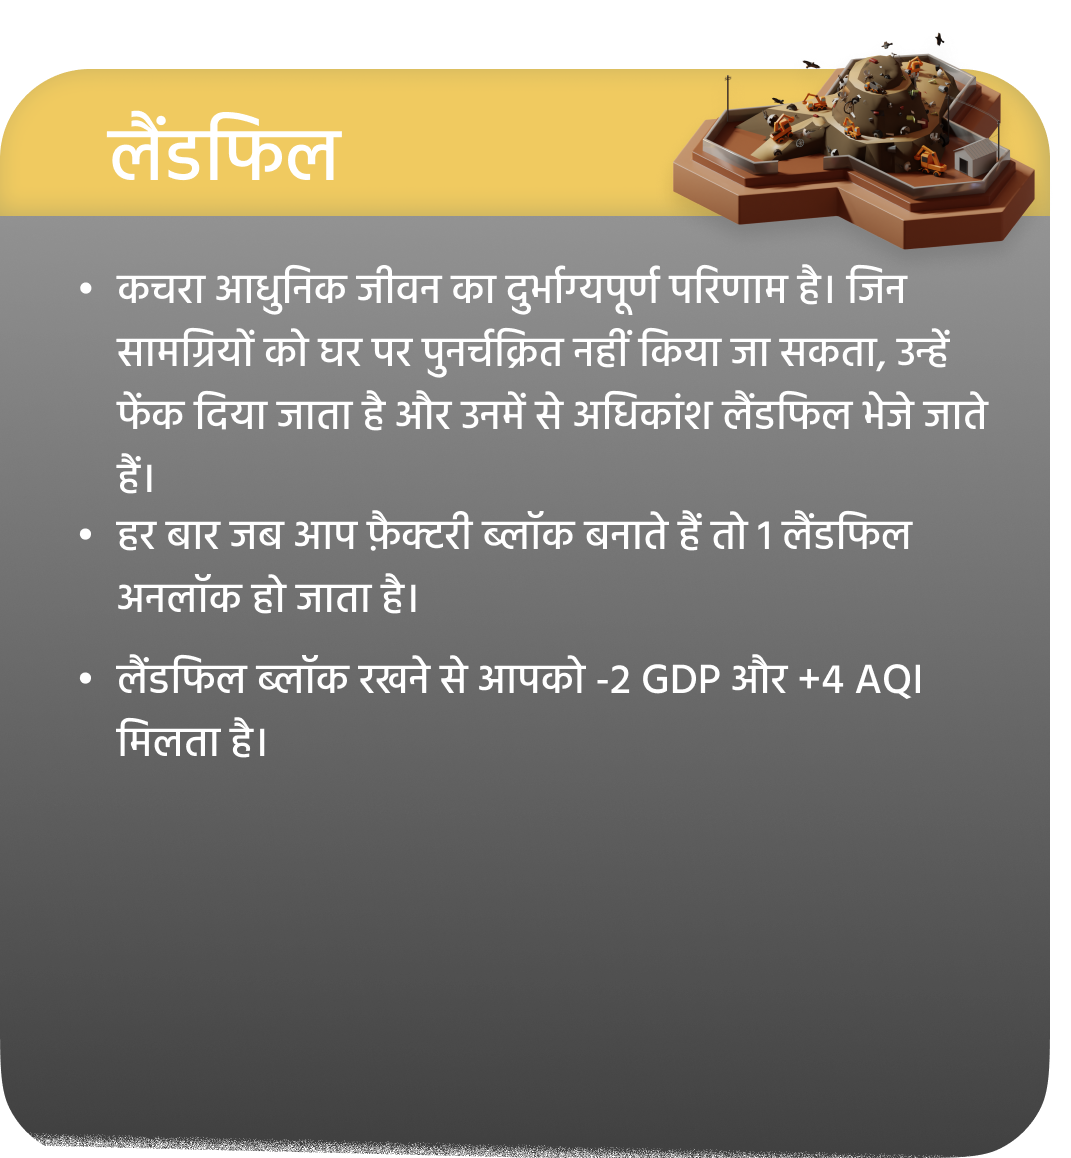 लैंडफिल
• कचरा आधुनिक जीवन का दुर्भाग्यपूर्ण परिणाम है। जिन
सामग्रियों को घर पर पुनर्चक्रित नहीं किया जा सकता, उन्हें
फेंक दिया जाता है और उनमें से अधिकांश लैंडफिल भेजे जाते
हैं।
• हर बार जब आप फ़ैक्टरी ब्लॉक बनाते हैं तो 1 लैंडफिल
अनलॉक हो जाता है।
• लैंडफिल ब्लॉक रखने से आपको -2 GDP और +4 AQI
मिलता है।